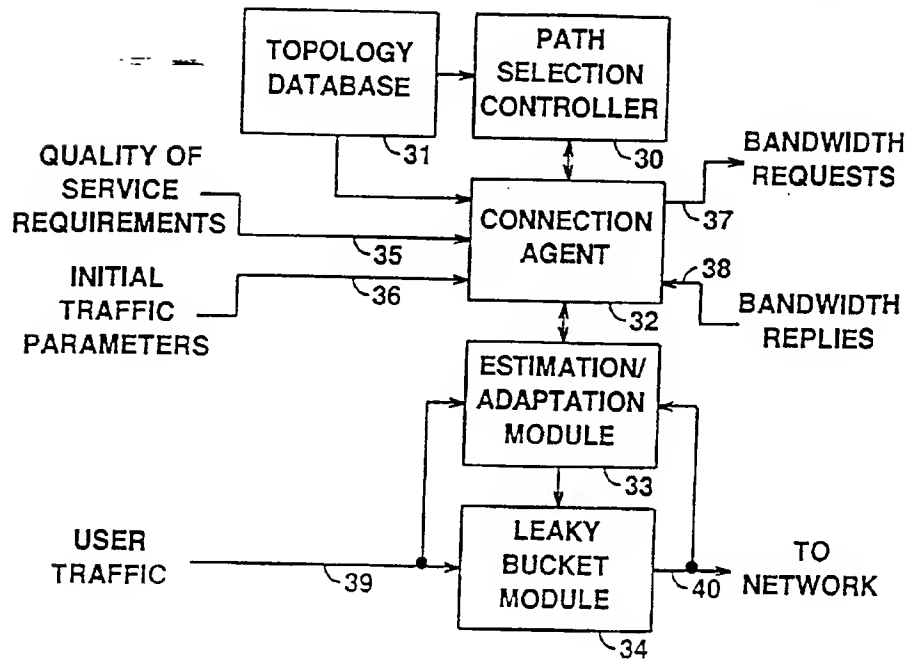 TOPOLOGY
DATABASE
31
PATH
SELECTION
CONTROLLER
30
QUALITY OF
SERVICE
REQUIREMENTS
35
INITIAL
TRAFFIC
PARAMETERS
36
CONNECTION
AGENT
32
BANDWIDTH
REQUESTS
37
38
BANDWIDTH
REPLIES
ESTIMATION/
ADAPTATION
MODULE
33
USER
TRAFFIC
39
LEAKY
BUCKET
MODULE
34
40
TO
NETWORK